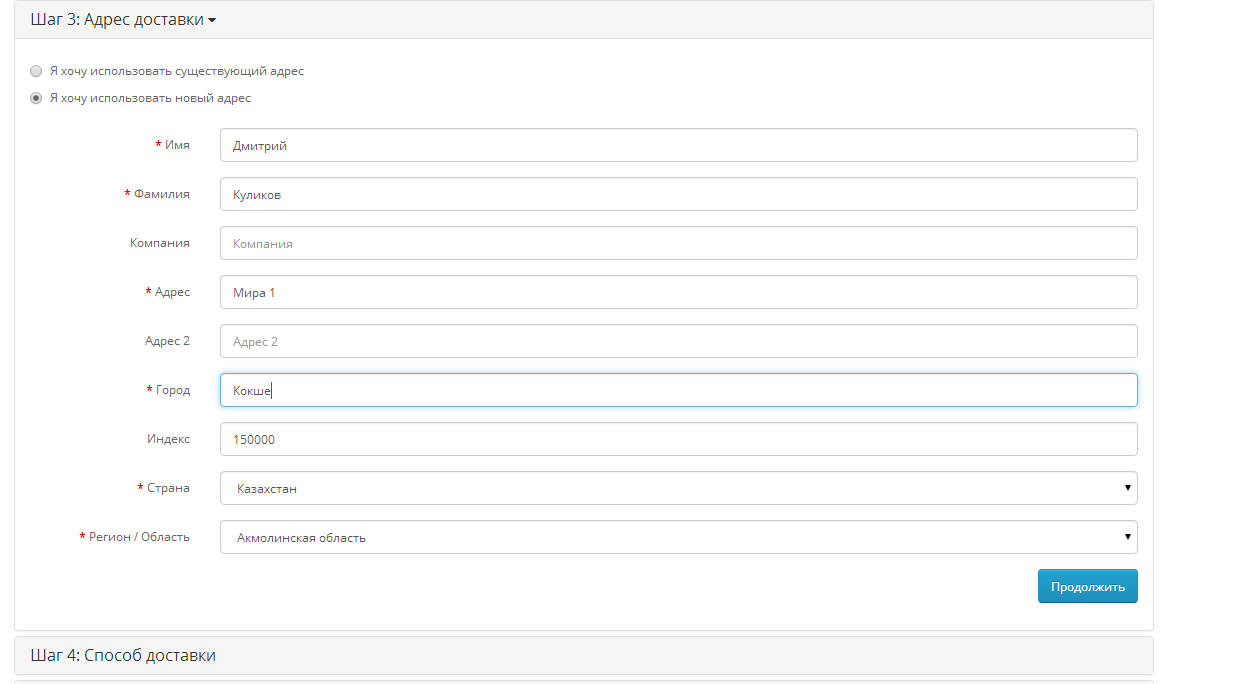 Шаг 3: Адрес доставки
Я хочу использовать существующий адрес
Я хочу использовать новый адрес
* Имя Дмитрий
* Фамилия Куликов
Компания Компания
* Адрес Мира 1
Адрес 2 Адрес 2
* Город Кокше
Индекс 150000
* Страна Казахстан
* Регион / Область Акмолинская область
Продолжить
Шаг 4: Способ доставки